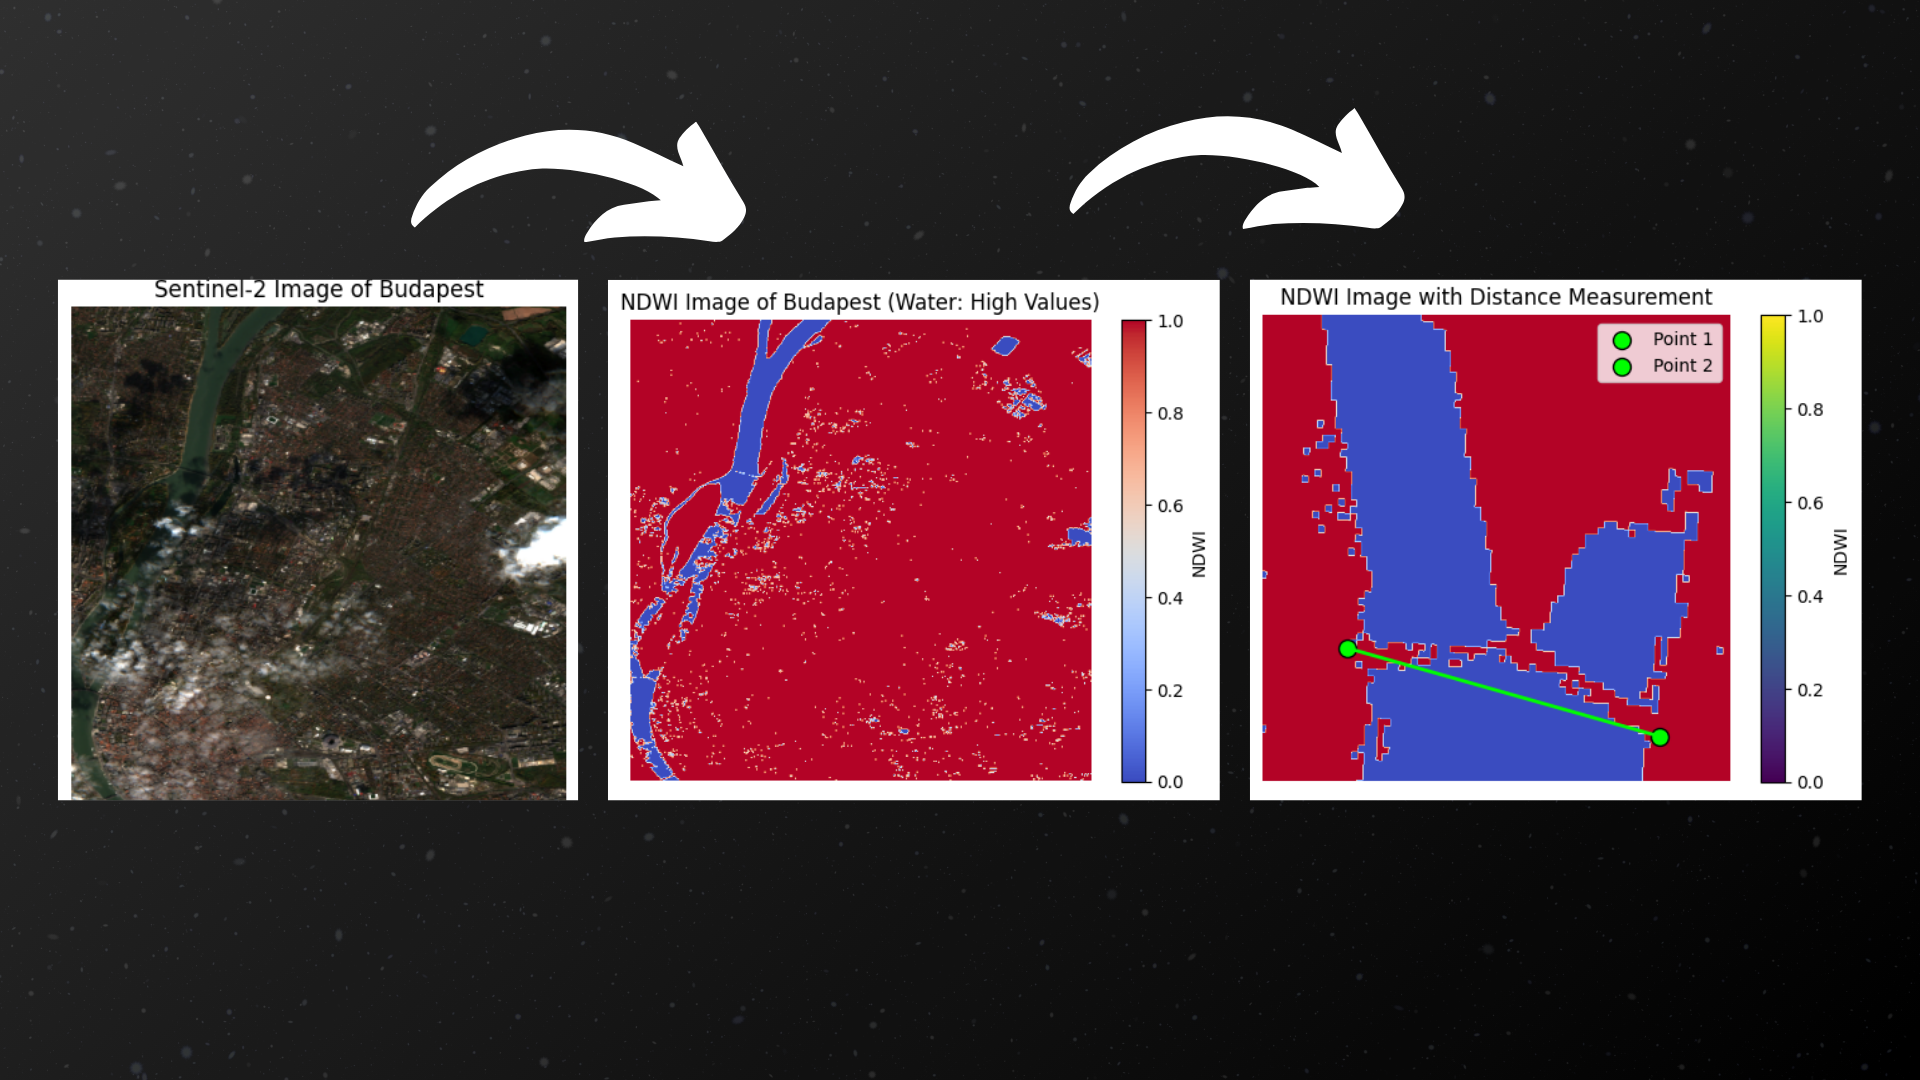 Sentinel-2 Image of Budapest
NDWI Image of Budapest (Water: High Values)
1.0
0.8
0.6
0.4
0.2
0.0
NDWI
NDWI Image with Distance Measurement
Point 1
Point 2
1.0
0.8
0.6
0.4
0.2
0.0
NDWI